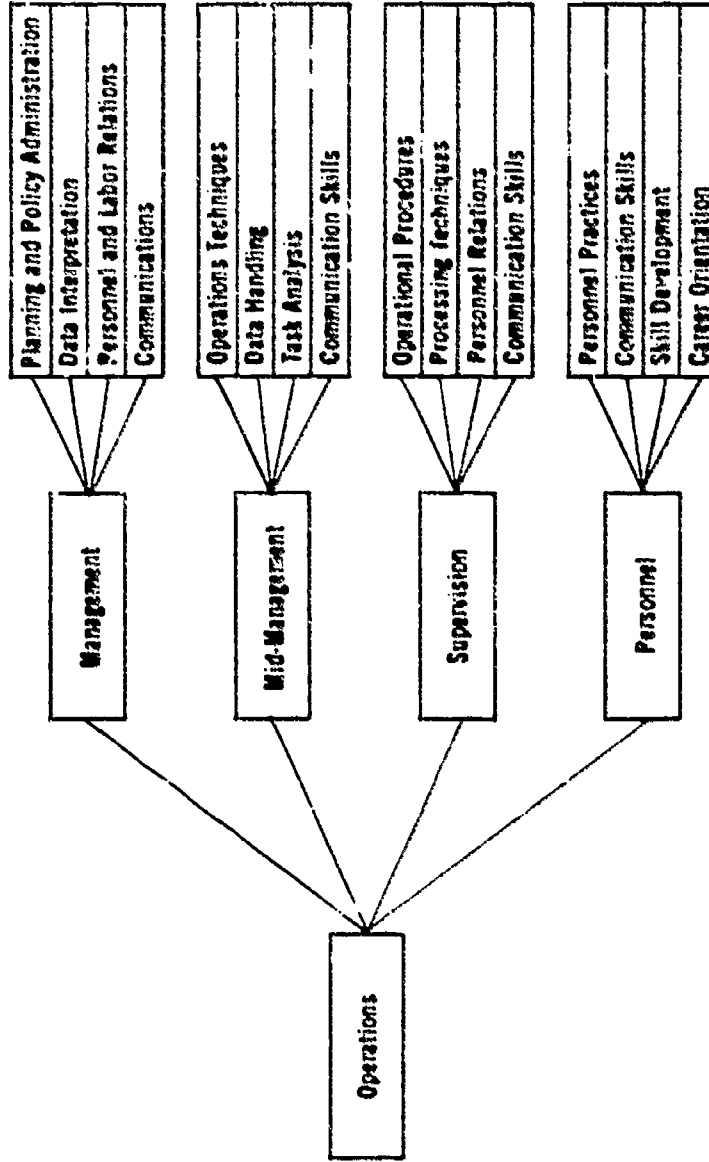 Operations
Management
Planning and Policy Administration
Data Interpretation
Personnel and Labor Relations
Communications
Mid-Management
Operations Techniques
Data Handling
Task Analysis
Communication Skills
Supervision
Operational Procedures
Processing Techniques
Personnel Relations
Communication Skills
Personnel
Personnel Practices
Communication Skills
Skill Development
Career Orientation